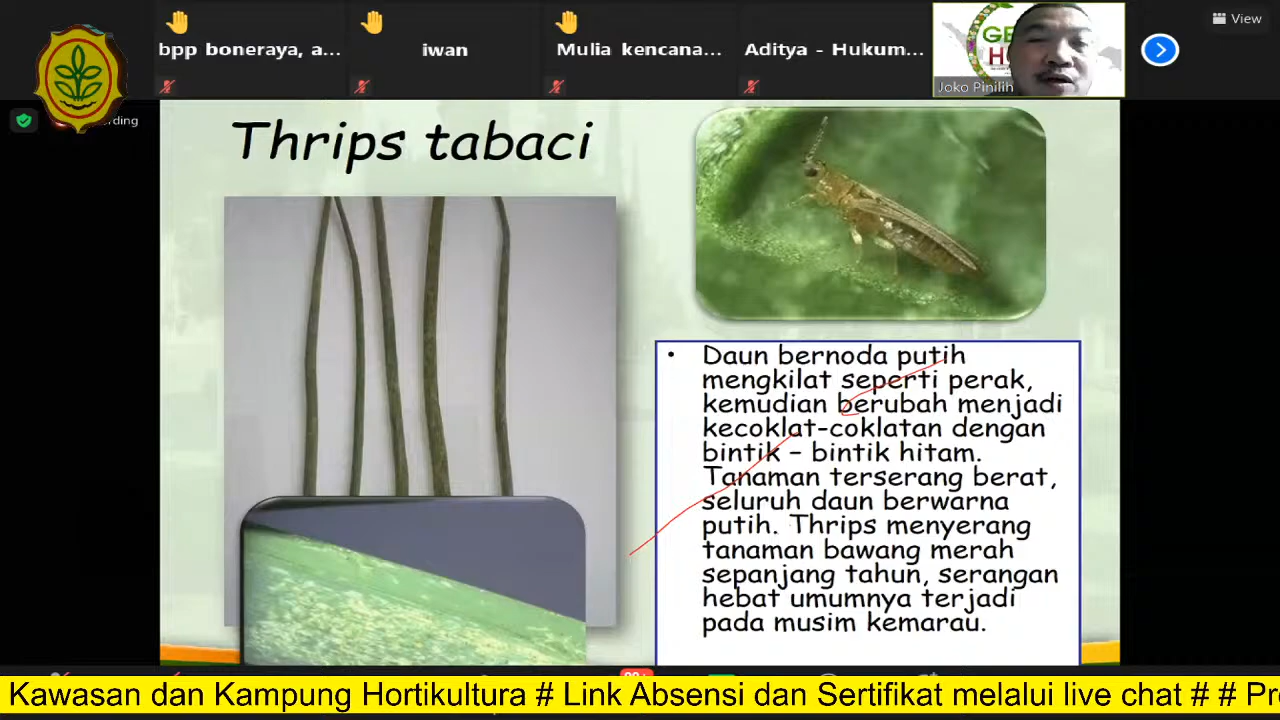 bpp boneraya, a...
iwan
Mulia kencana...
Aditya - Hukum...
Joko Pinilih
View
Thrips tabaci
• Daun bernoda putih
mengkilat seperti perak,
kemudian berubah menjadi
kecoklat-coklatan dengan
bintik – bintik hitam.
Tanaman terserang berat,
seluruh daun berwarna
putih. Thrips menyerang
tanaman bawang merah
sepanjang tahun, serangan
hebat umumnya terjadi
pada musim kemarau.
Kawasan dan Kampung Hortikultura # Link Absensi dan Sertifikat melalui live chat # # Pr